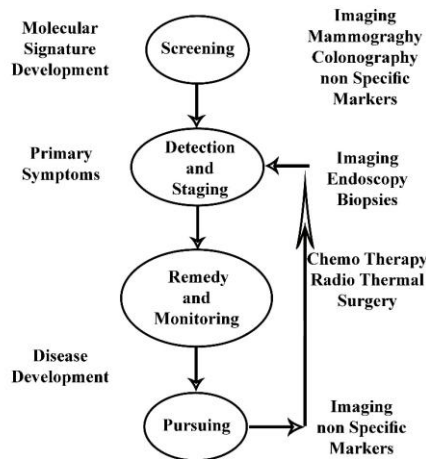 Molecular
Signature
Development
Screening
Imaging
Mammograghy
Colonography
non Specific
Markers
Primary
Symptoms
Detection
and
Staging
Imaging
Endoscopy
Biopsies
Remedy
and
Monitoring
Chemo Therapy
Radio Thermal
Surgery
Disease
Development
Pursuing
Imaging
non Specific
Markers